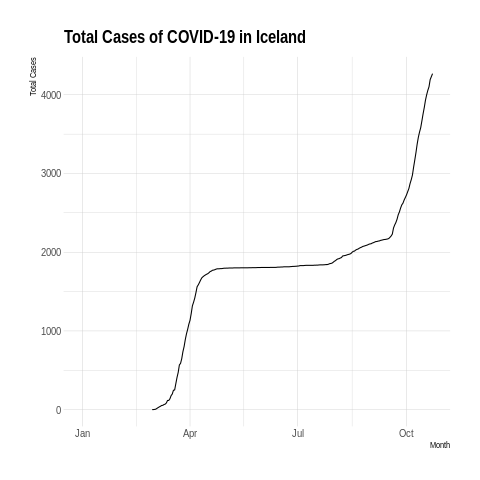 Total Cases of COVID-19 in Iceland
Total Cases
4000
3000
2000
1000
0
Jan Apr Jul Oct
Month